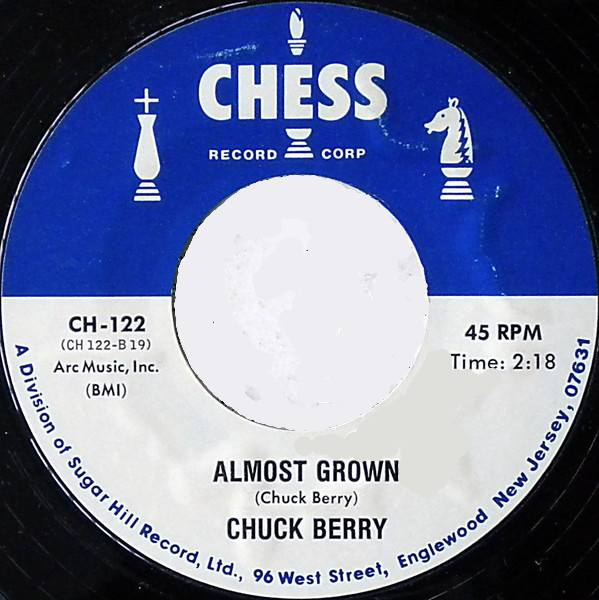 CHESS
RECORD CORP
CH-122
(CH 122-B 19)
Arc Music, Inc.
(BMI)
45 RPM
Time: 2:18
ALMOST GROWN
(Chuck Berry)
CHUCK BERRY
A Division of Sugar Hill Record, Ltd., 96 West Street, Englewood New Jersey, 07631